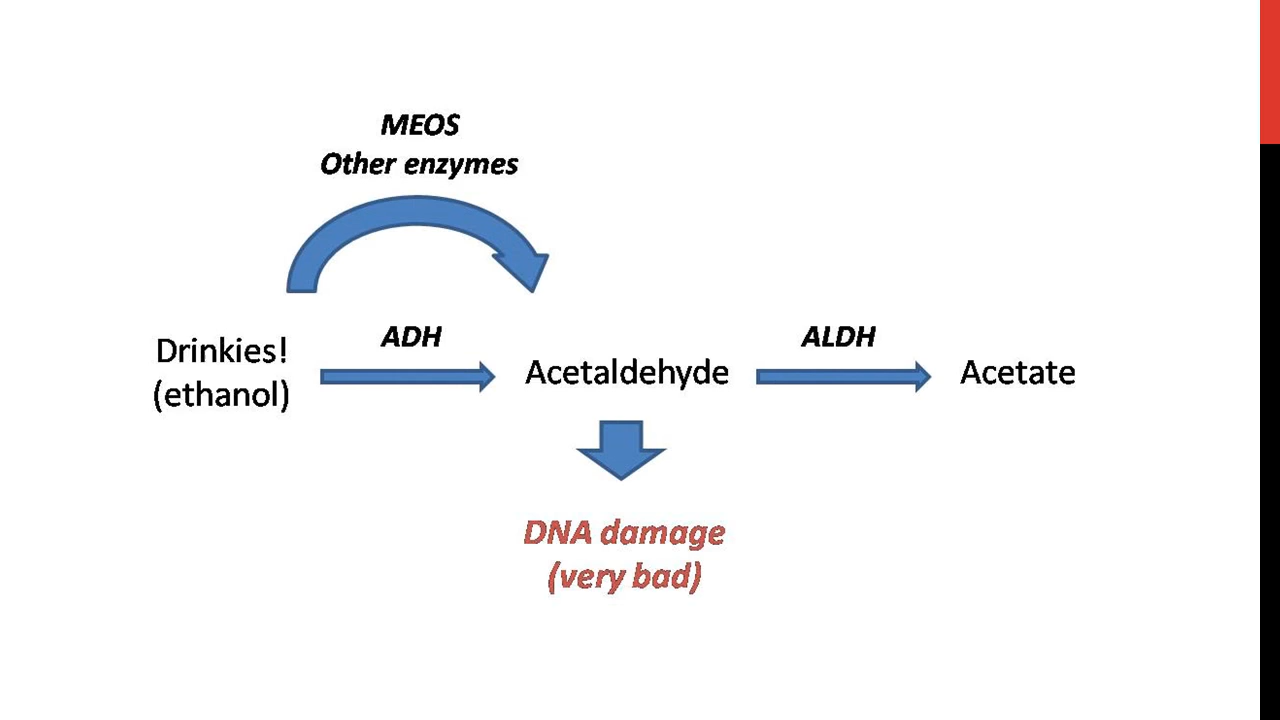 MEOS
Other enzymes
Drinkies!
(ethanol)
ADH
Acetaldehyde
ALDH
Acetate
DNA damage
(very bad)